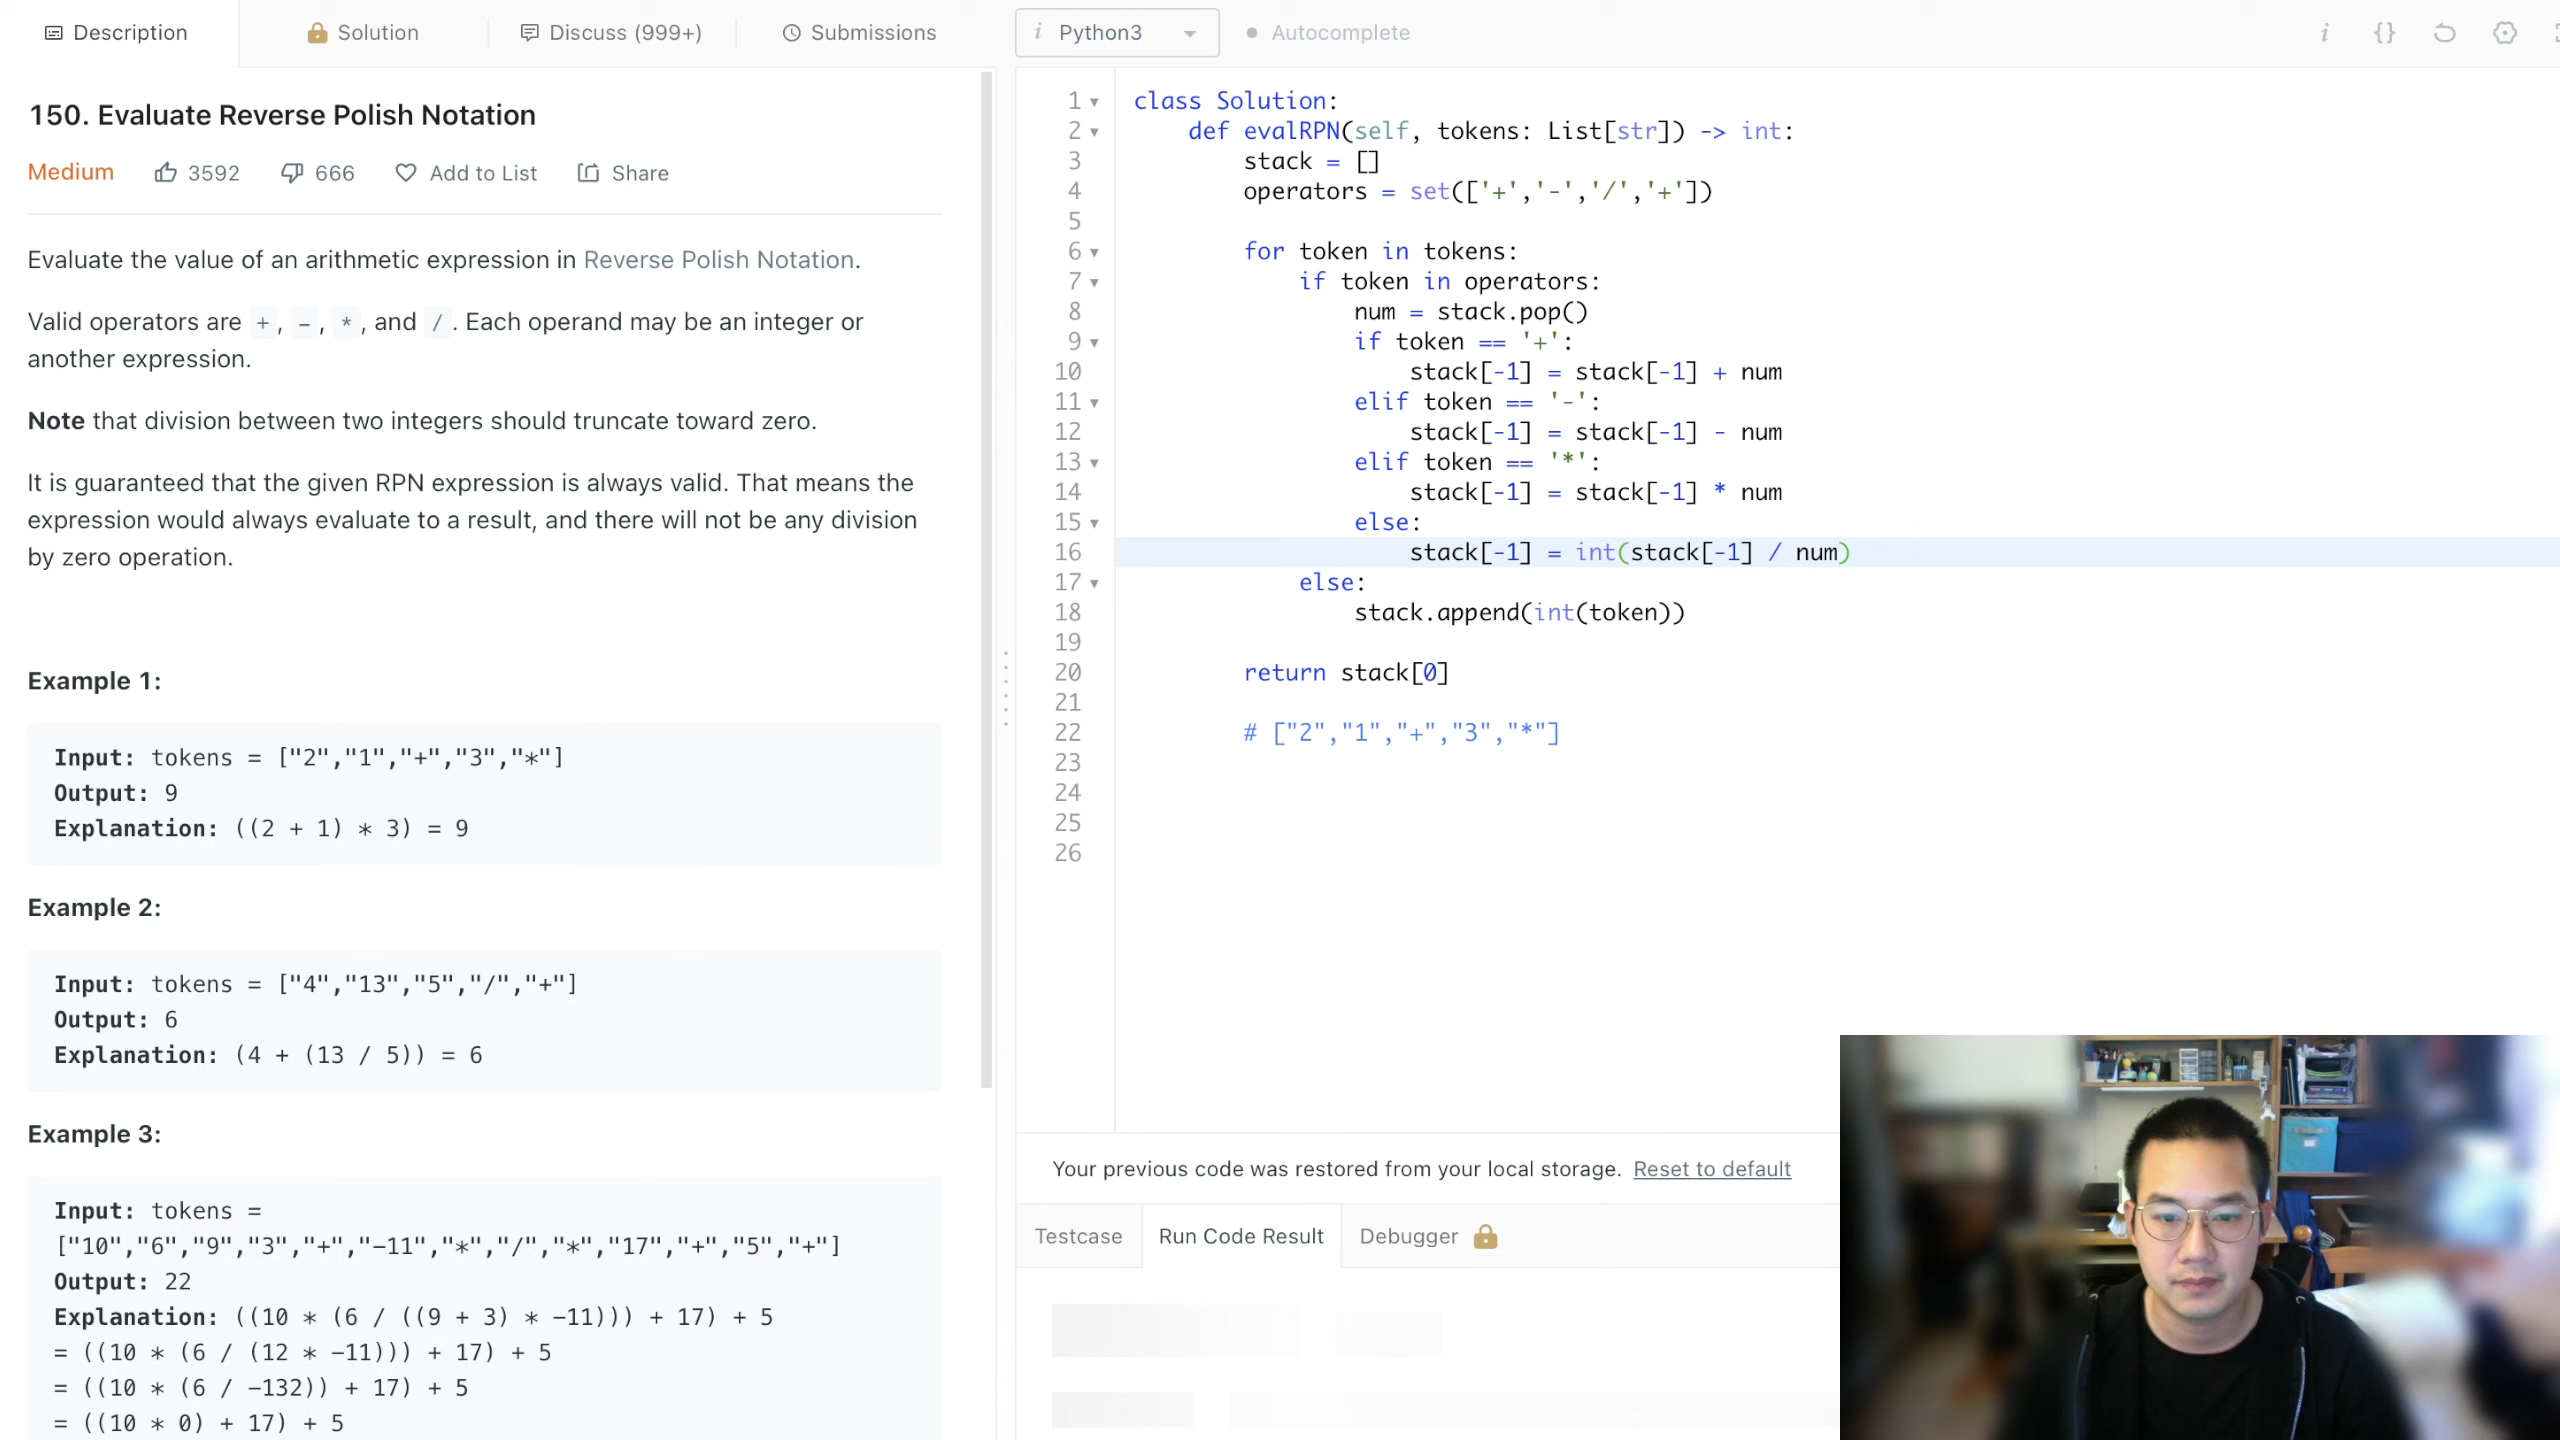 Description
Solution
Discuss (999+)
Submissions
i Python3
Autocomplete
i {}
150. Evaluate Reverse Polish Notation
Medium 3592 666 Add to List Share
Evaluate the value of an arithmetic expression in Reverse Polish Notation.
Valid operators are +, -, *, and /. Each operand may be an integer or
another expression.
Note that division between two integers should truncate toward zero.
It is guaranteed that the given RPN expression is always valid. That means the
expression would always evaluate to a result, and there will not be any division
by zero operation.
Example 1:
Input: tokens = ["2","1","+","3","*"]
Output: 9
Explanation: ((2 + 1) * 3) = 9
Example 2:
Input: tokens = ["4","13","5","/","+"]
Output: 6
Explanation: (4 + (13 / 5)) = 6
Example 3:
Input: tokens =
["10","6","9","3","+","-11","*","/","*","17","+","5","+"]
Output: 22
Explanation: ((10 * (6 / ((9 + 3) * -11))) + 17) + 5
= ((10 * (6 / (12 * -11))) + 17) + 5
= ((10 * (6 / -132)) + 17) + 5
= ((10 * 0) + 17) + 5
1 class Solution:
2     def evalRPN(self, tokens: List[str]) -> int:
3         stack = []
4         operators = set(['+','-','/','+'])
5
6         for token in tokens:
7             if token in operators:
8                 num = stack.pop()
9                 if token == '+':
10                     stack[-1] = stack[-1] + num
11                 elif token == '-':
12                     stack[-1] = stack[-1] - num
13                 elif token == '*':
14                     stack[-1] = stack[-1] * num
15                 else:
16                     stack[-1] = int(stack[-1] / num)
17             else:
18                 stack.append(int(token))
19
20         return stack[0]
21
22         # ["2","1","+","3","*"]
23
24
25
26
Your previous code was restored from your local storage. Reset to default
Testcase
Run Code Result
Debugger